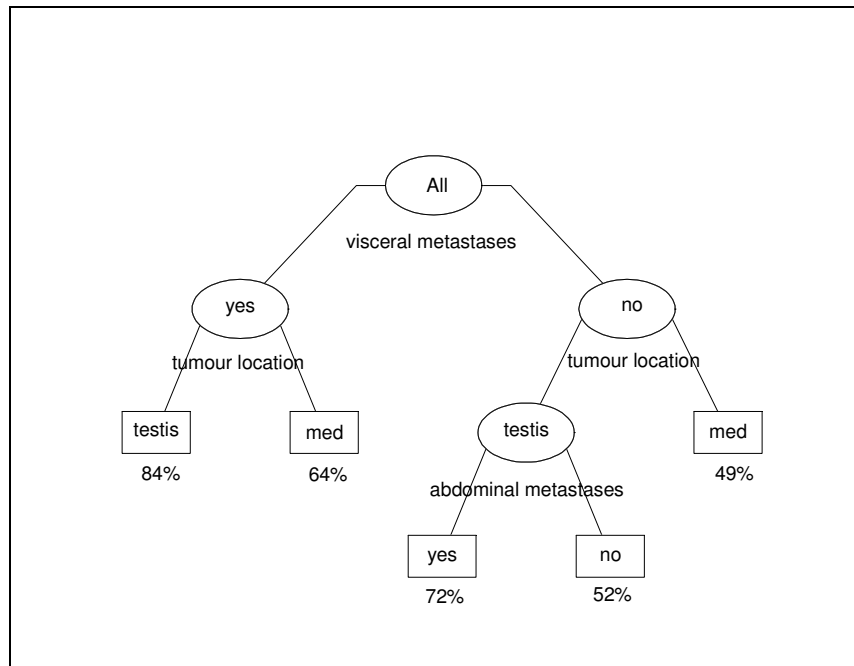 All
visceral metastases
yes
no
tumour location
tumour location
testis
med
testis
med
84%
64%
49%
abdominal metastases
yes
no
72%
52%